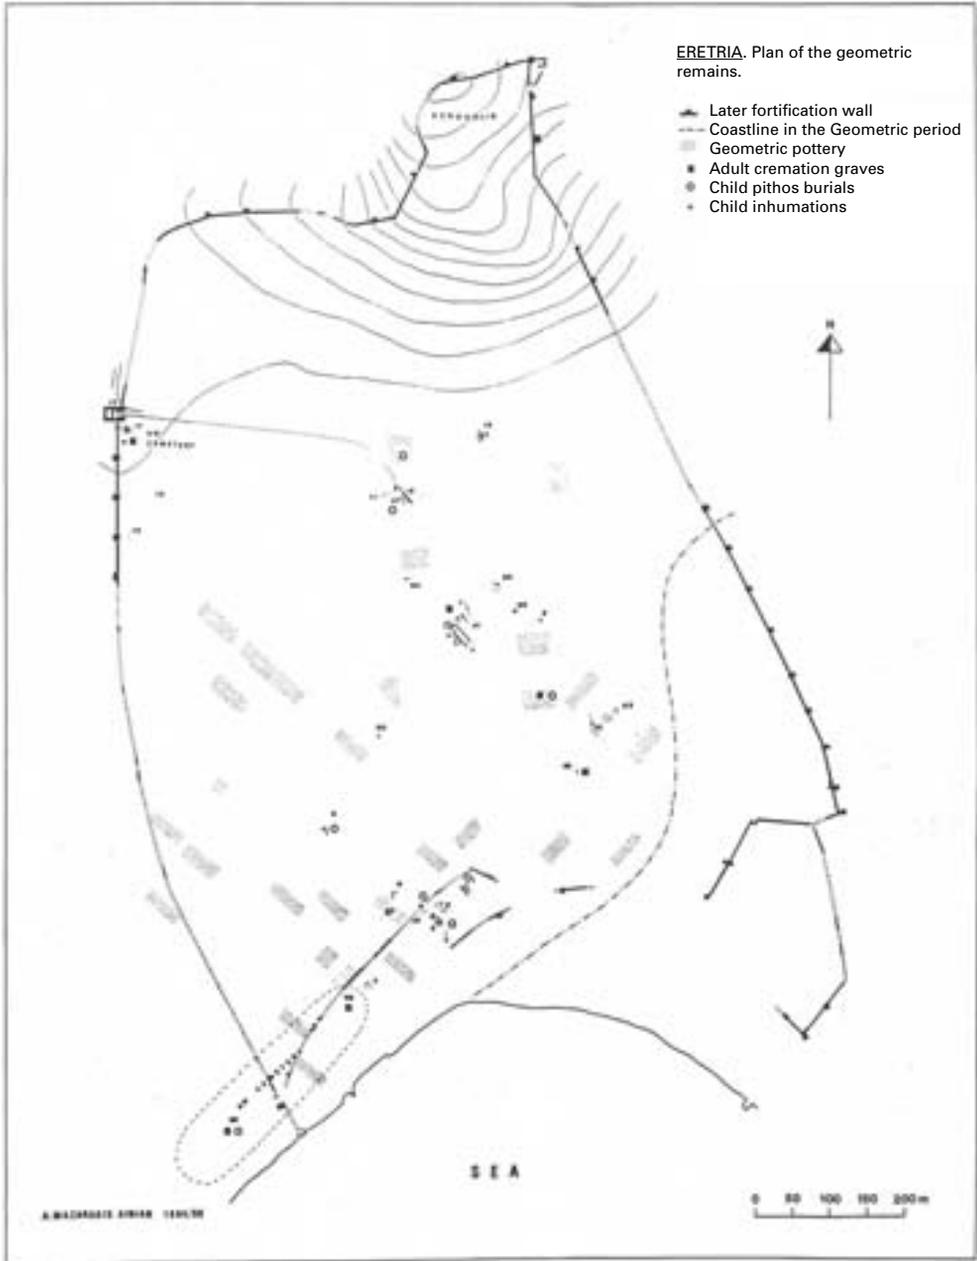 ERETRIA. Plan of the geometric
remains.
Later fortification wall
Coastline in the Geometric period
Geometric pottery
Adult cremation graves
Child pithos burials
Child inhumations
N
SEA
0 50 100 150 200 m